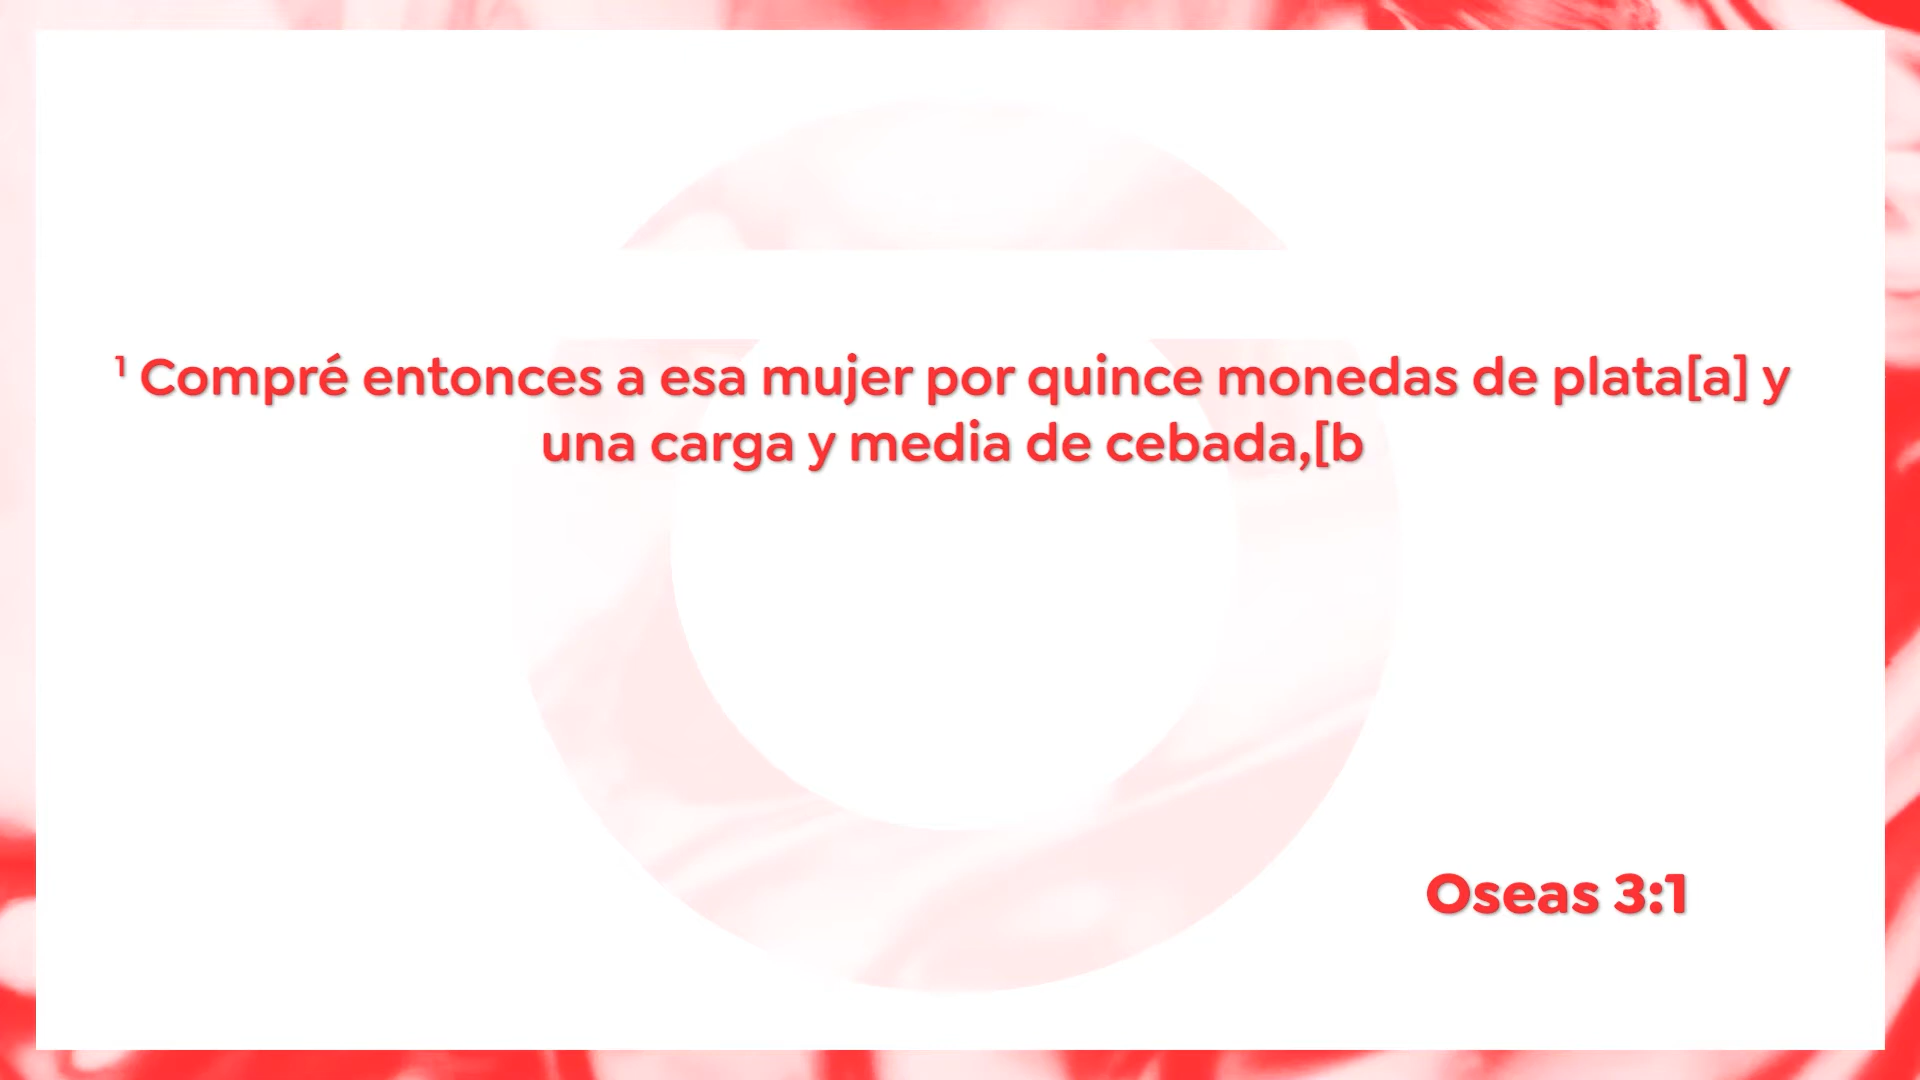 ¹ Compré entonces a esa mujer por quince monedas de plata[a] y
una carga y media de cebada,[b
Oseas 3:1